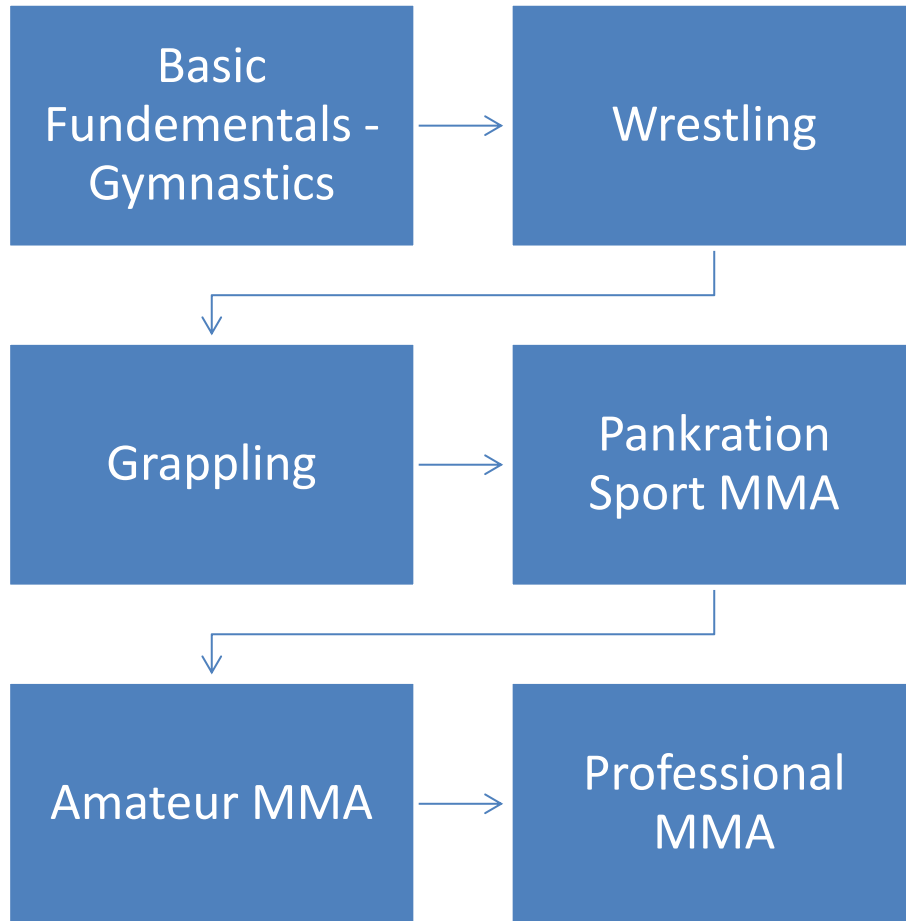 Basic
Fundementals -
Gymnastics
Wrestling
Grappling
Pankration
Sport MMA
Amateur MMA
Professional
MMA